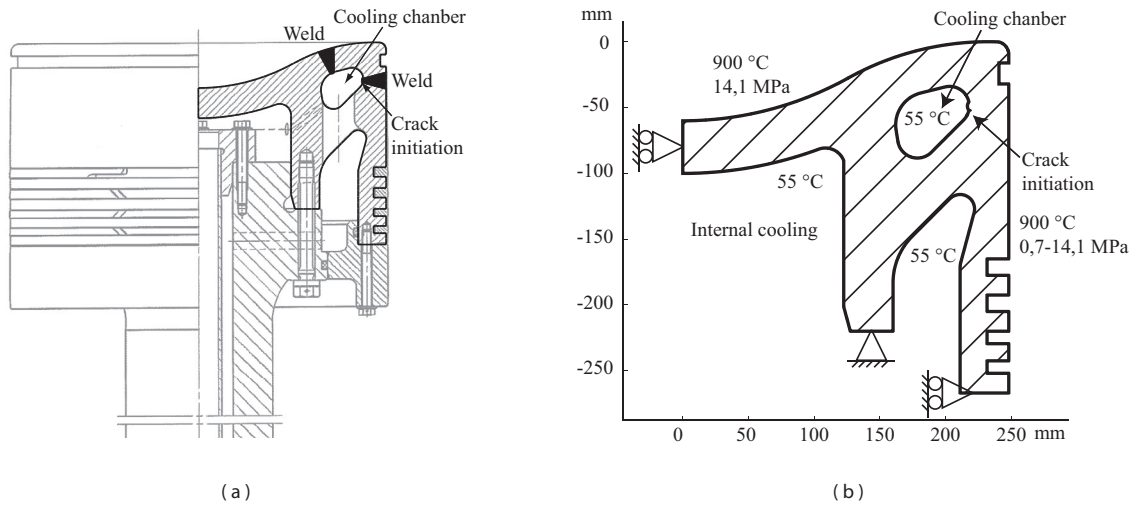 Cooling chanber
Weld
Weld
Crack
initiation
(a)
mm
0
-50
-100
-150
-200
-250
0
50
100
150
200
250 mm
Cooling chanber
900 °C
14,1 MPa
55 °C
55 °C
Crack
initiation
Internal cooling
55 °C
900 °C
0,7-14,1 MPa
(b)